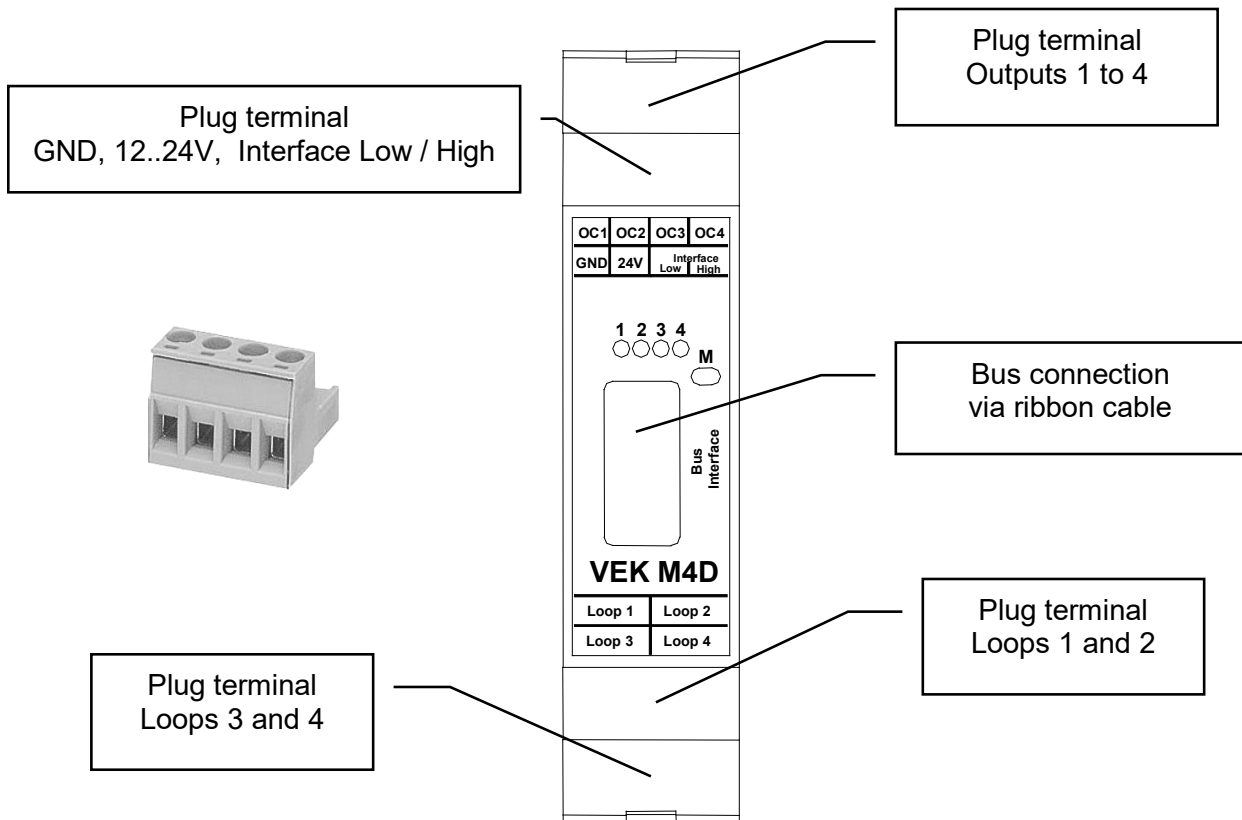 Plug terminal
Outputs 1 to 4
Plug terminal
GND, 12..24V, Interface Low / High
OC1 OC2 OC3 OC4
GND 24V Interface
Low High
1 2 3 4
M
Bus connection
via ribbon cable
Bus
Interface
VEK M4D
Loop 1 Loop 2
Loop 3 Loop 4
Plug terminal
Loops 1 and 2
Plug terminal
Loops 3 and 4